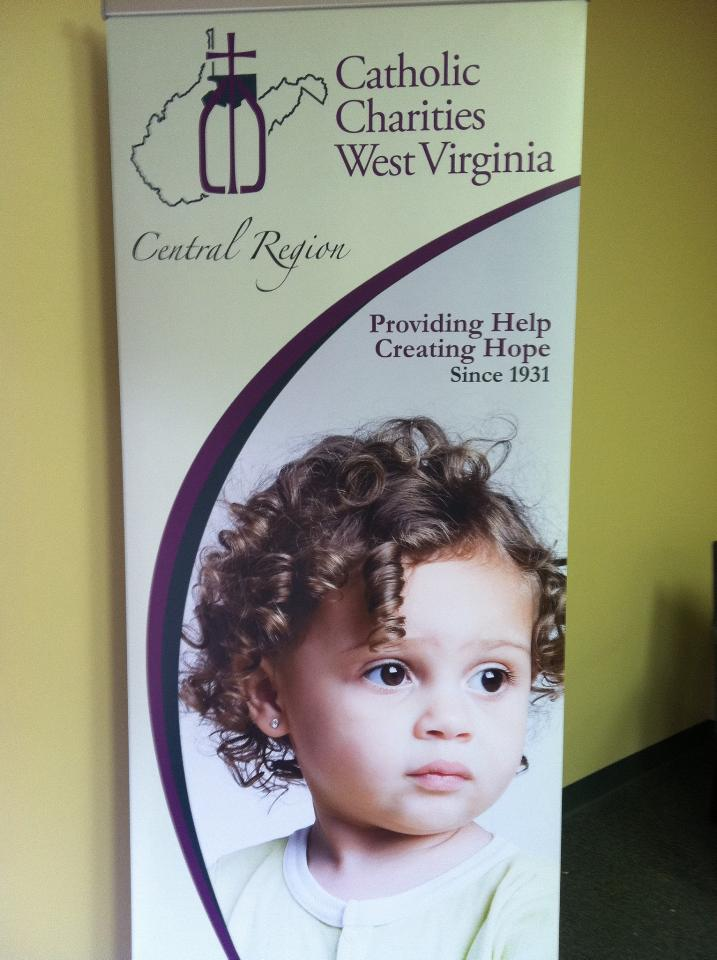 Catholic
Charities
West Virginia
Central Region
Providing Help
Creating Hope
Since 1931